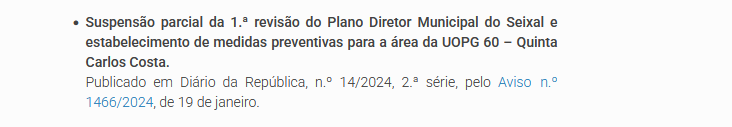 • Suspensão parcial da 1.ª revisão do Plano Diretor Municipal do Seixal e
estabelecimento de medidas preventivas para a área da UOPG 60 – Quinta
Carlos Costa.
Publicado em Diário da República, n.º 14/2024, 2.ª série, pelo Aviso n.º
1466/2024, de 19 de janeiro.